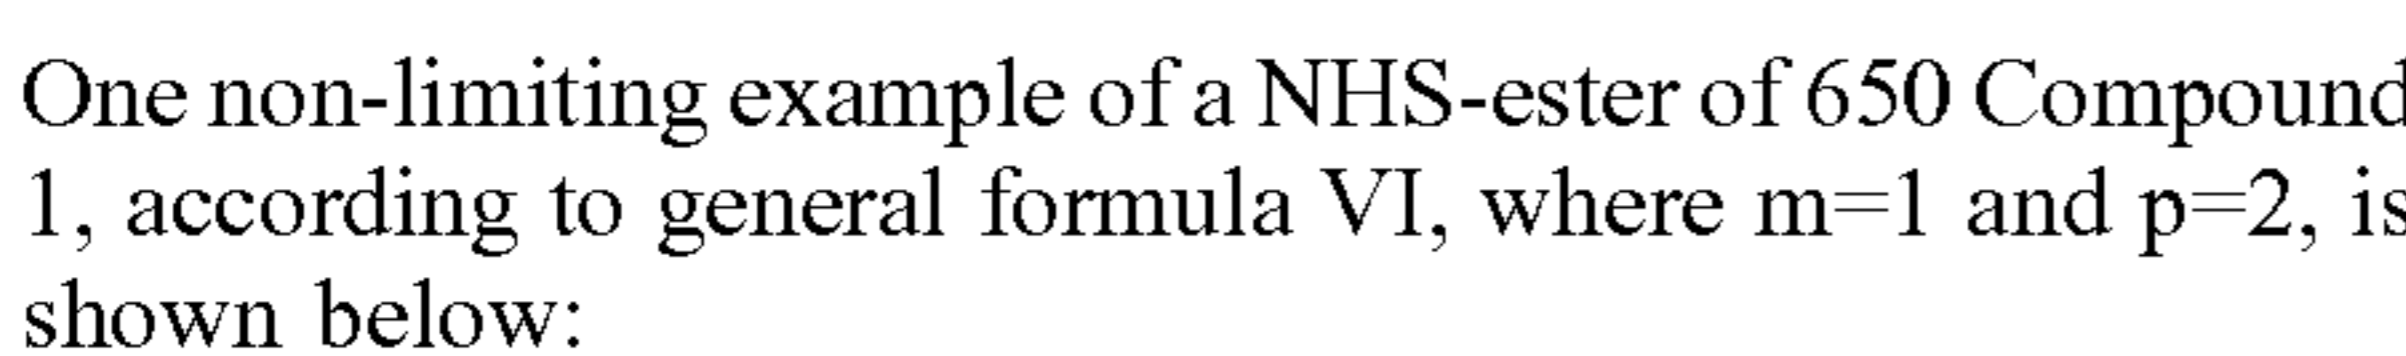 One non-limiting example of a NHS-ester of 650 Compound
1, according to general formula VI, where m=1 and p=2, is
shown below: